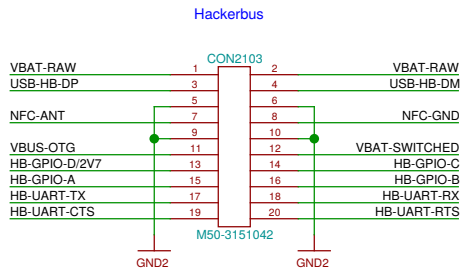 Hackerbus
CON2103
VBAT-RAW 1 2 VBAT-RAW
USB-HB-DP 3 4 USB-HB-DM
5 6
NFC-ANT 7 8 NFC-GND
9 10
VBUS-OTG 11 12 VBAT-SWITCHED
HB-GPIO-D/2V7 13 14 HB-GPIO-C
HB-GPIO-A 15 16 HB-GPIO-B
HB-UART-TX 17 18 HB-UART-RX
HB-UART-CTS 19 20 HB-UART-RTS
M50-3151042
GND2 GND2